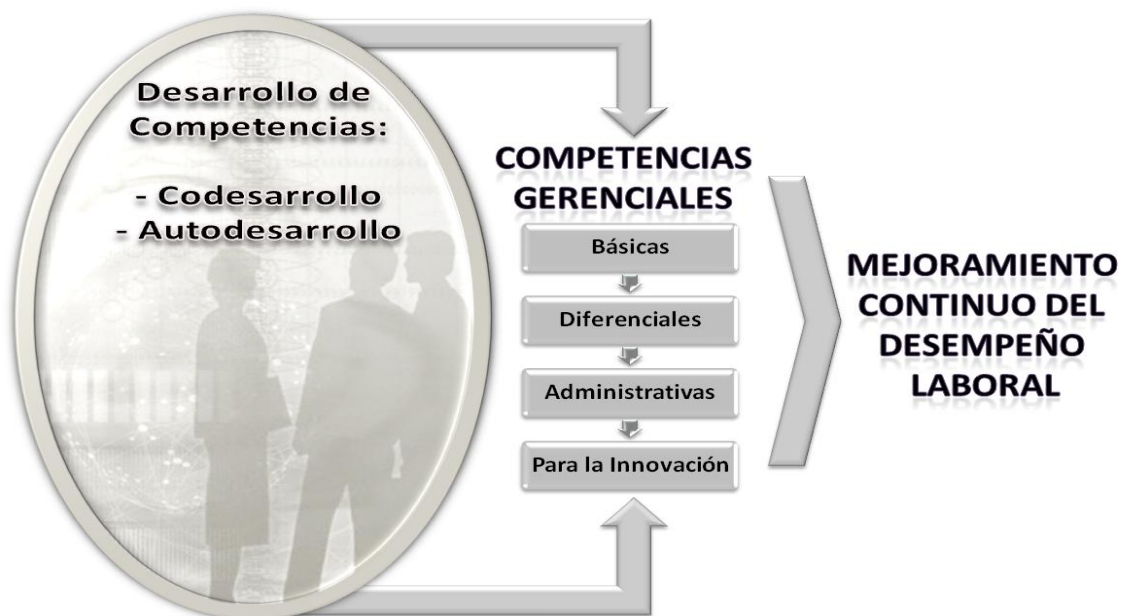 Desarrollo de
Competencias:
- Codesarrollo
- Autodesarrollo
COMPETENCIAS
GERENCIALES
Básicas
Diferenciales
Administrativas
Para la Innovación
MEJORAMIENTO
CONTINUO DEL
DESEMPEÑO
LABORAL